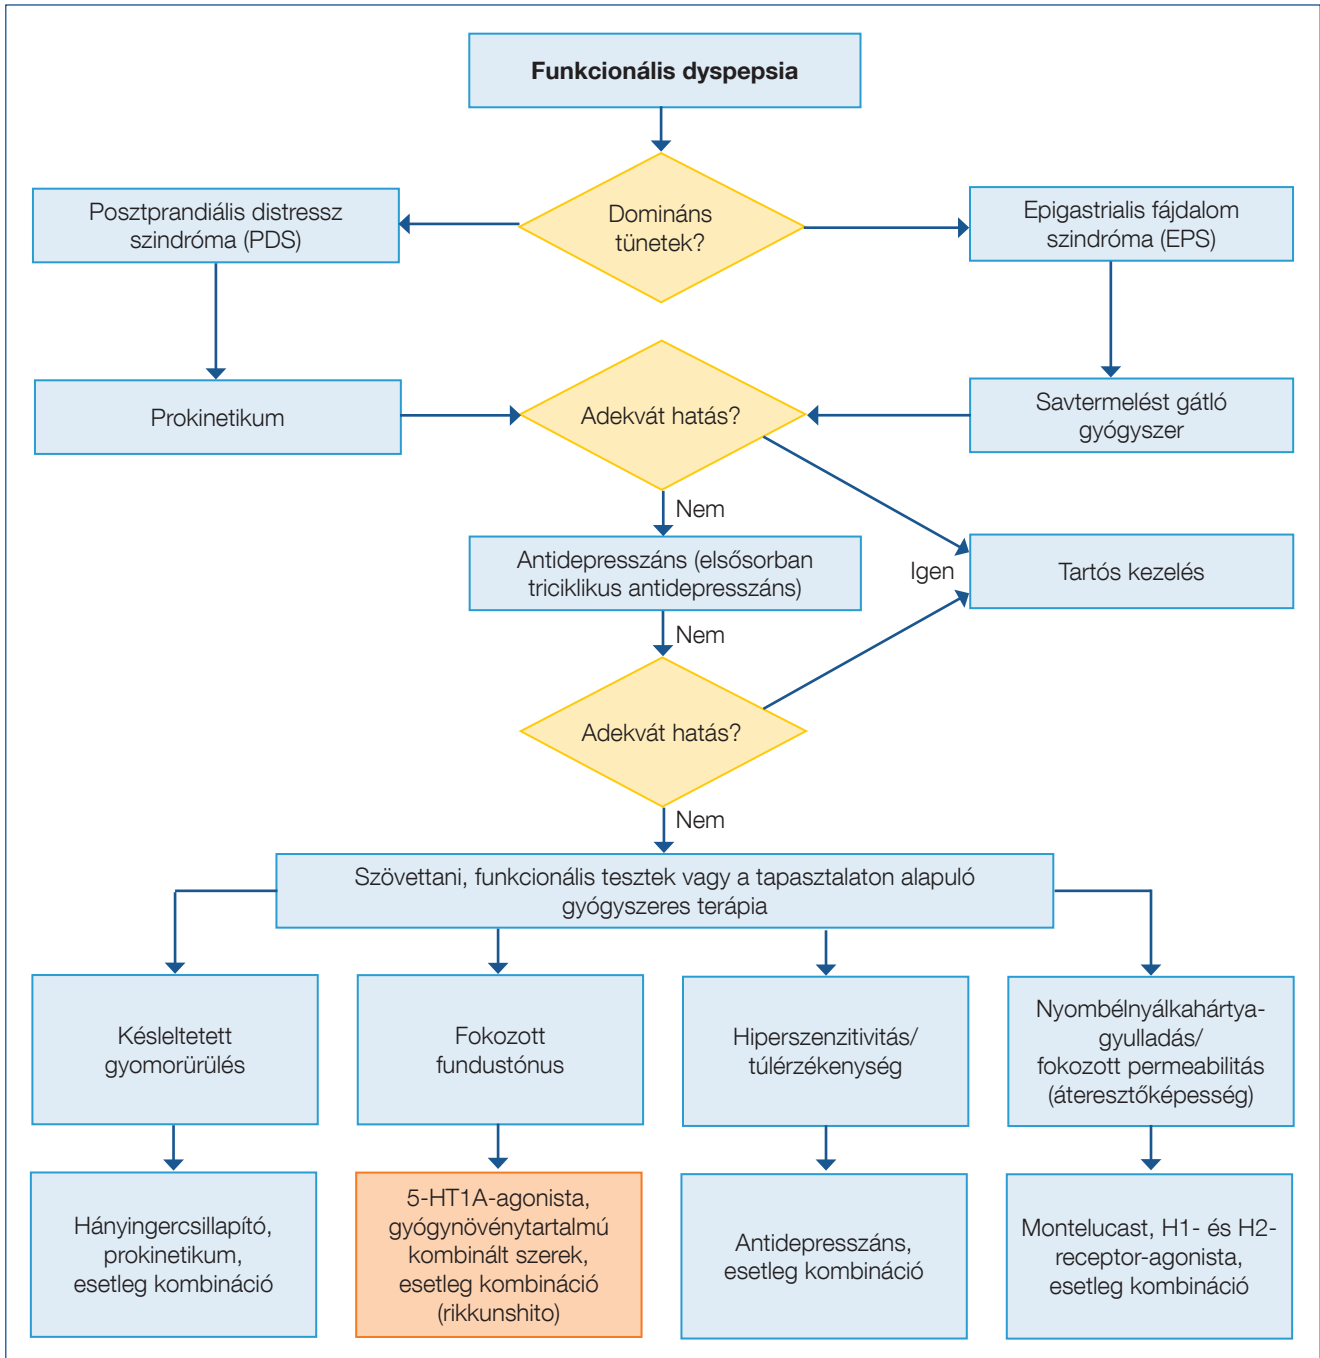 Funkcionális dyspepsia
Domináns
tünetek?
Posztprandiális distressz
szindróma (PDS)
Epigastrialis fájdalom
szindróma (EPS)
Prokinetikum
Adekvát hatás?
Savtermelést gátló
gyógyszer
Nem
Antidepresszáns (elsősorban
triciklikus antidepresszáns)
Igen
Tartós kezelés
Nem
Adekvát hatás?
Nem
Szövettani, funkcionális tesztek vagy a tapasztalaton alapuló
gyógyszeres terápia
Késleltetett
gyomorürülés
Fokozott
fundustónus
Hiperszenzitivitás/
túlérzékenység
Nyombélnyálkahártya-
gyulladás/
fokozott permeabilitás
(áteresztőképesség)
Hányingercsillapító,
prokinetikum,
esetleg kombináció
5-HT1A-agonista,
gyógynövénytartalmú
kombinált szerek,
esetleg kombináció
(rikkunshito)
Antidepresszáns,
esetleg kombináció
Montelucast, H1- és H2-
receptor-agonista,
esetleg kombináció